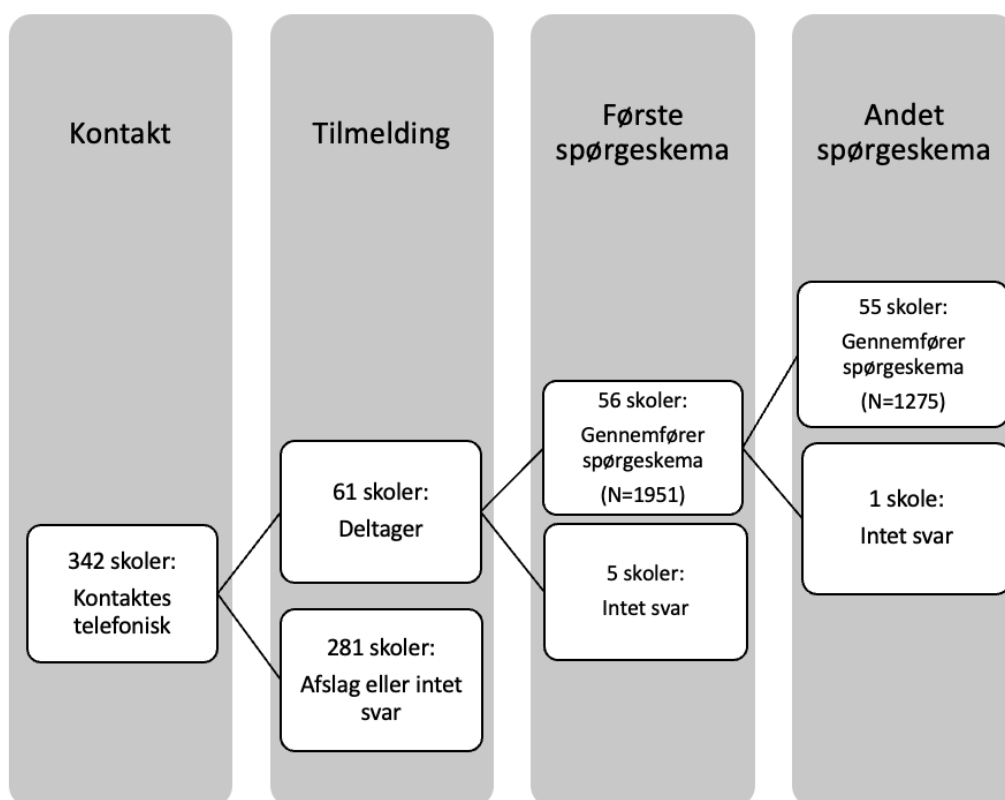 Kontakt
342 skoler:
Kontaktes
telefonisk
Tilmelding
61 skoler:
Deltager
281 skoler:
Afslag eller intet
svar
Første
spørgeskema
56 skoler:
Gennemfører
spørgeskema
(N=1951)
5 skoler:
Intet svar
Andet
spørgeskema
55 skoler:
Gennemfører
spørgeskema
(N=1275)
1 skole:
Intet svar